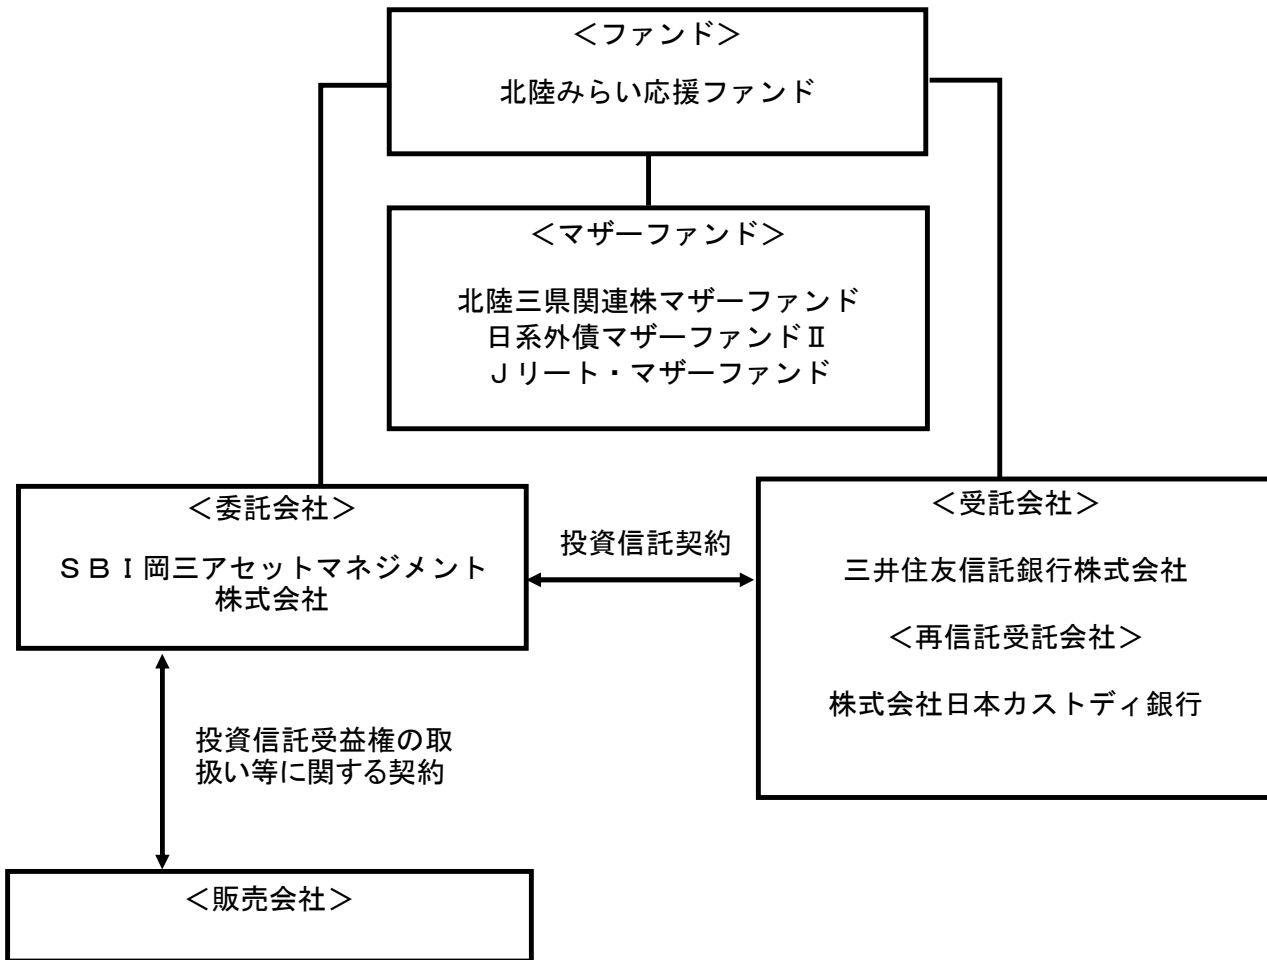 ＜ファンド＞
北陸みらい応援ファンド
＜マザーファンド＞
北陸三県関連株マザーファンド
日系外債マザーファンドⅡ
Ｊリート・マザーファンド
＜委託会社＞
ＳＢＩ岡三アセットマネジメント
株式会社
投資信託契約
＜受託会社＞
三井住友信託銀行株式会社
＜再信託受託会社＞
株式会社日本カストディ銀行
投資信託受益権の取
扱い等に関する契約
＜販売会社＞